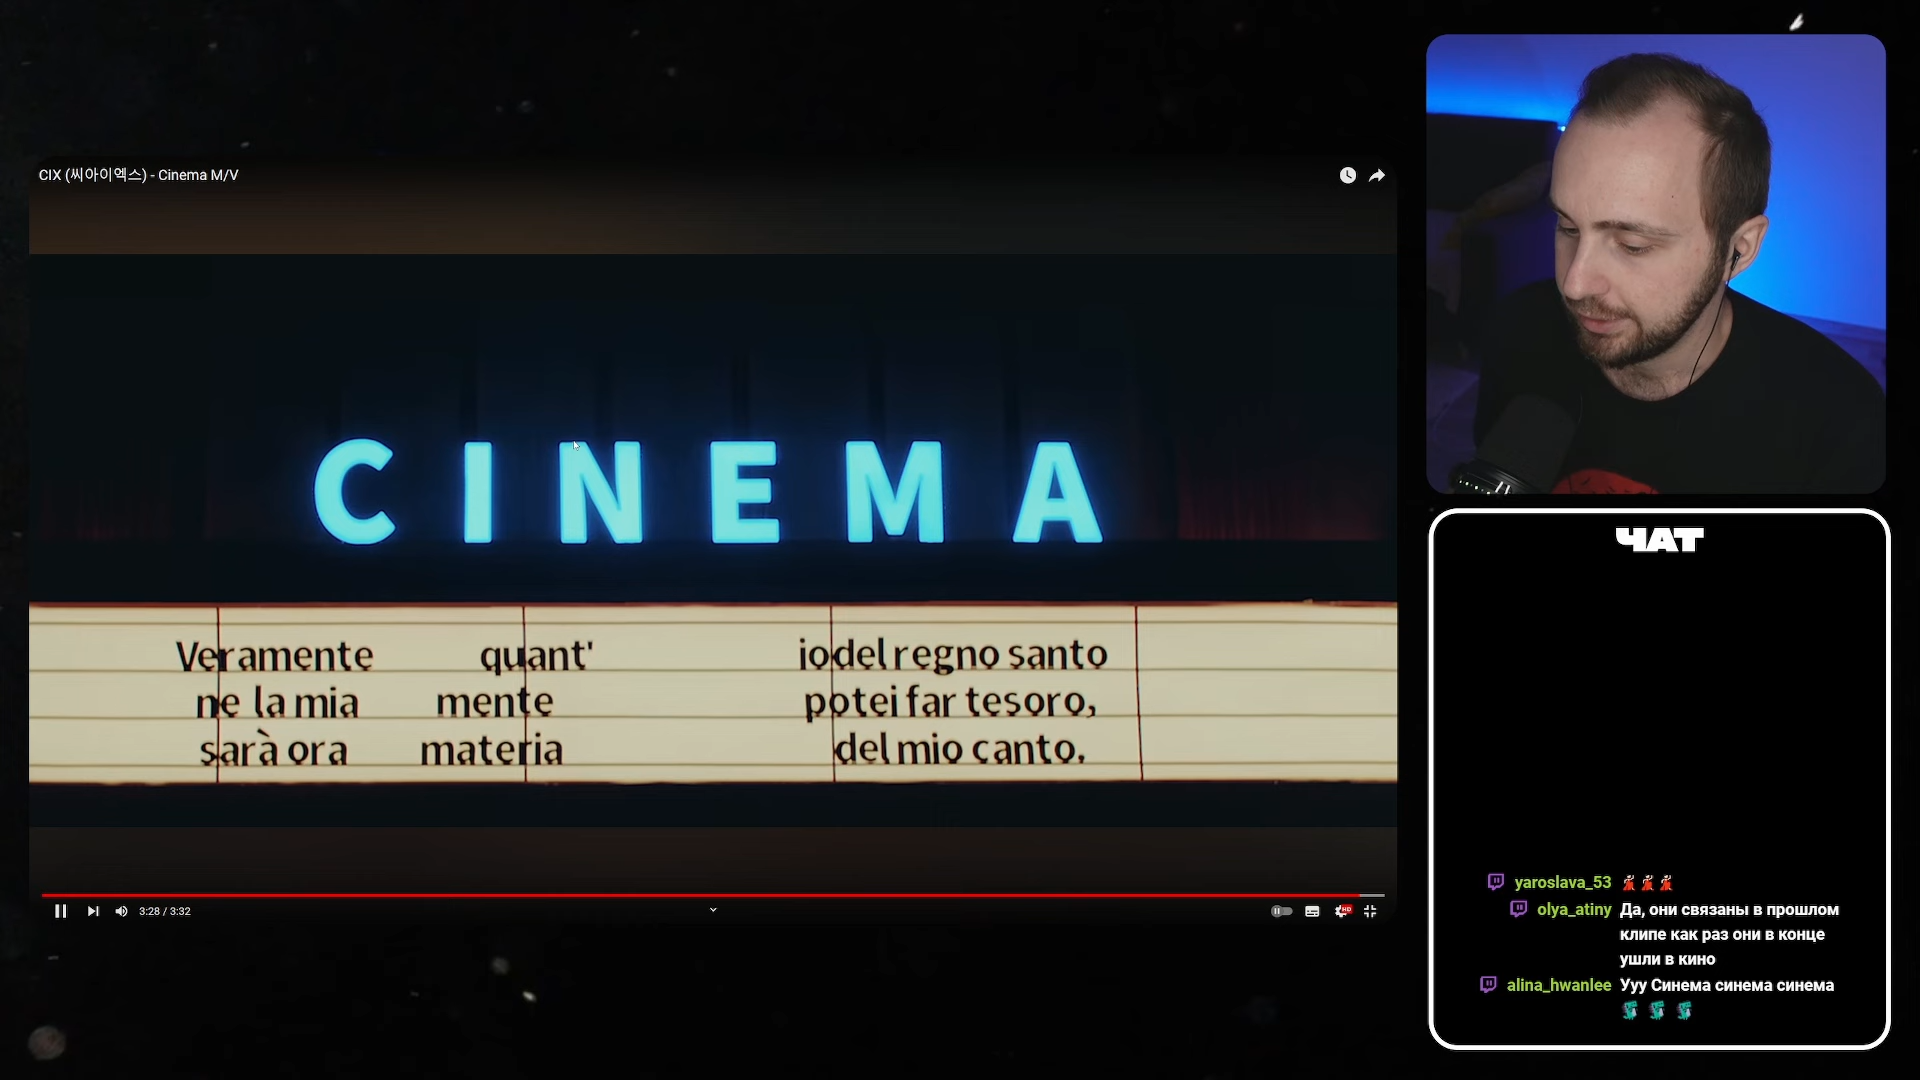 CIX (씨아이엑스) - Cinema M/V
CINEMA
Veramente quant' io del regno santo
ne la mia mente potei far tesoro,
sarà ora materia del mio canto.
3:28 / 3:32
HD
ЧАТ
yaroslava_53
olya_atiny Да, они связаны в прошлом
клипе как раз они в конце
ушли в кино
alina_hwanlee Ууу Синема синема синема